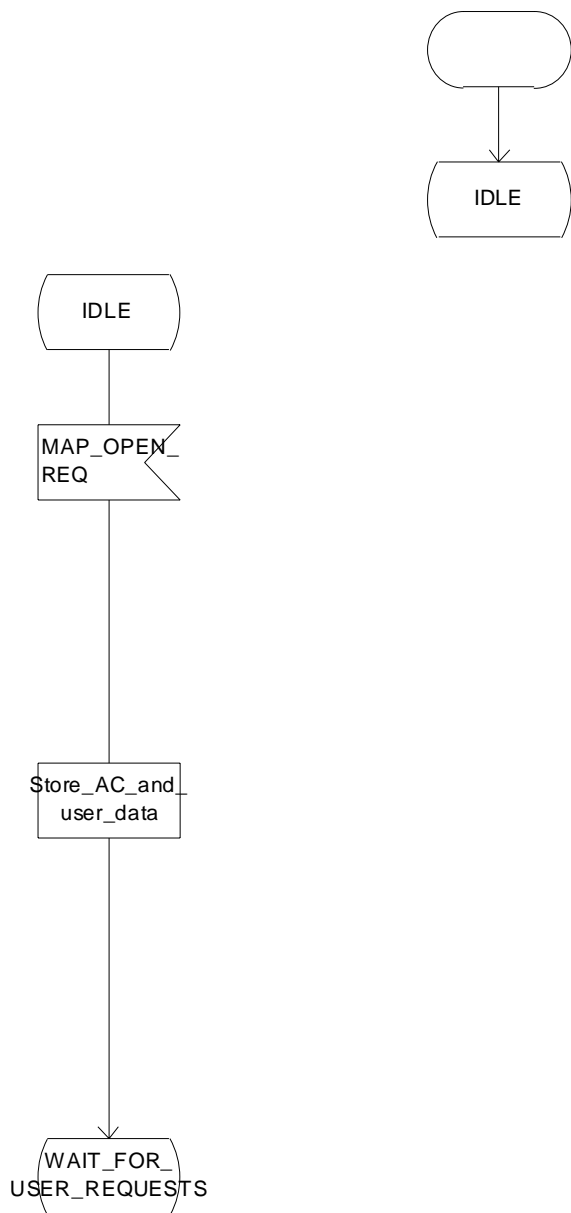 IDLE
IDLE
MAP_OPEN_
REQ
Store_AC_and_
user_data
WAIT_FOR_
USER_REQUESTS